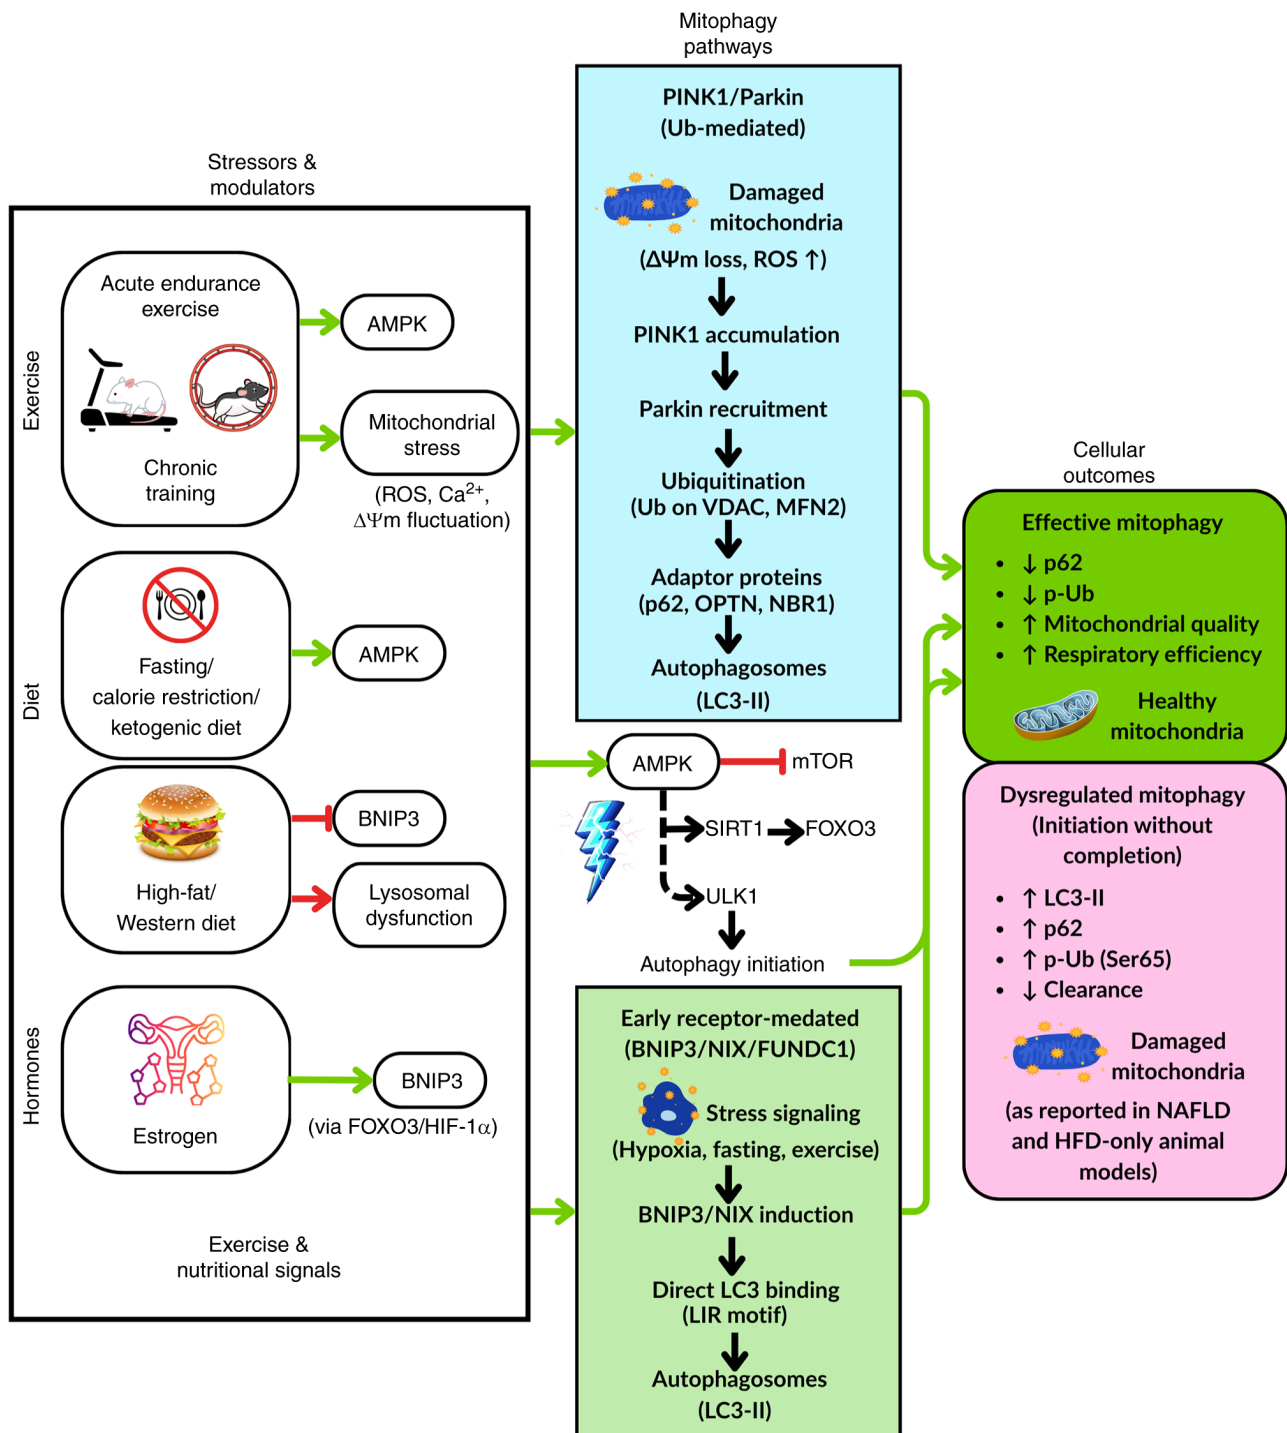 Stressors &
modulators
Exercise
Acute endurance
exercise
Chronic
training
AMPK
Mitochondrial
stress
(ROS, Ca²⁺,
ΔΨm fluctuation)
Diet
Fasting/
calorie restriction/
ketogenic diet
AMPK
High-fat/
Western diet
BNIP3
Lysosomal
dysfunction
Hormones
Estrogen
BNIP3
(via FOXO3/HIF-1α)
Exercise &
nutritional signals
Mitophagy
pathways
PINK1/Parkin
(Ub-mediated)
Damaged
mitochondria
(ΔΨm loss, ROS ↑)
PINK1 accumulation
Parkin recruitment
Ubiquitination
(Ub on VDAC, MFN2)
Adaptor proteins
(p62, OPTN, NBR1)
Autophagosomes
(LC3-II)
AMPK
mTOR
SIRT1
FOXO3
ULK1
Autophagy initiation
Early receptor-medated
(BNIP3/NIX/FUNDC1)
Stress signaling
(Hypoxia, fasting, exercise)
BNIP3/NIX induction
Direct LC3 binding
(LIR motif)
Autophagosomes
(LC3-II)
Cellular
outcomes
Effective mitophagy
• ↓ p62
• ↓ p-Ub
• ↑ Mitochondrial quality
• ↑ Respiratory efficiency
Healthy
mitochondria
Dysregulated mitophagy
(Initiation without
completion)
• ↑ LC3-II
• ↑ p62
• ↑ p-Ub (Ser65)
• ↓ Clearance
Damaged
mitochondria
(as reported in NAFLD
and HFD-only animal
models)